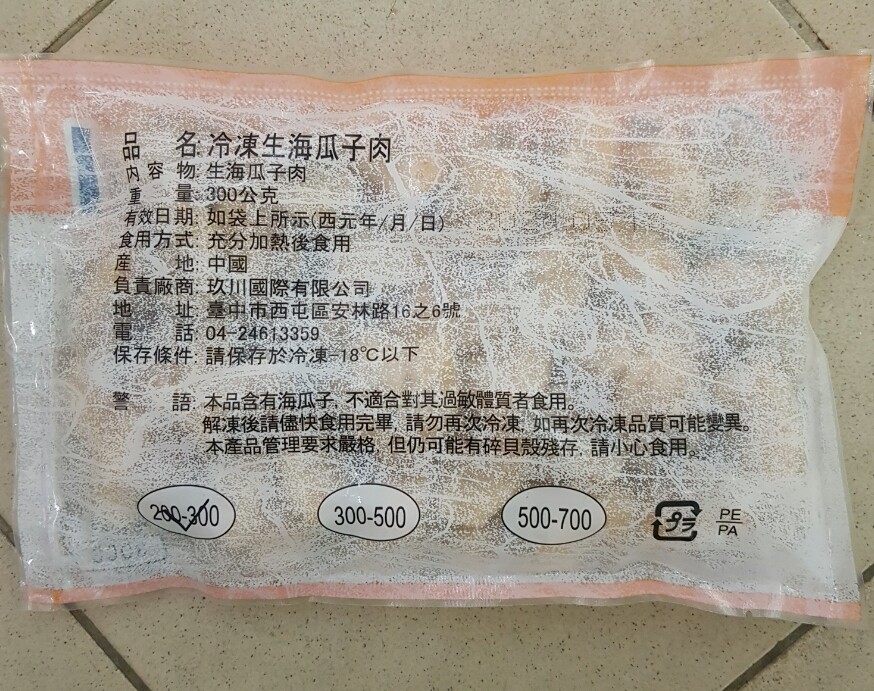 品 名: 冷凍生海瓜子肉
內容物: 生海瓜子肉
重 量: 300公克
有效日期: 如袋上所示(西元年/月/日)
食用方式: 充分加熱後食用
產 地: 中國
負責廠商: 玖川國際有限公司
地 址: 臺中市西屯區安林路16之6號
電 話: 04-24613359
保存條件: 請保存於冷凍-18℃以下
警 語: 本品含有海瓜子, 不適合對其過敏體質者食用。
解凍後請儘快食用完畢, 請勿再次冷凍, 如再次冷凍品質可能變異。
本產品管理要求嚴格, 但仍可能有碎貝殼殘存, 請小心食用。
200-300 300-500 500-700 プラ PE
PA